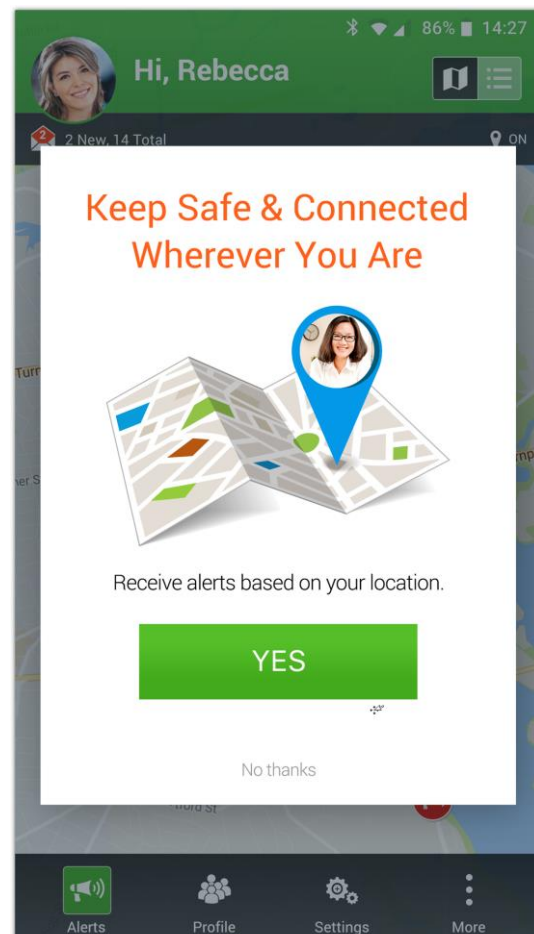 86% 14:27
Hi, Rebecca
2
2 New, 14 Total
ON
Keep Safe & Connected
Wherever You Are
Receive alerts based on your location.
YES
No thanks
Alerts
Profile
Settings
More